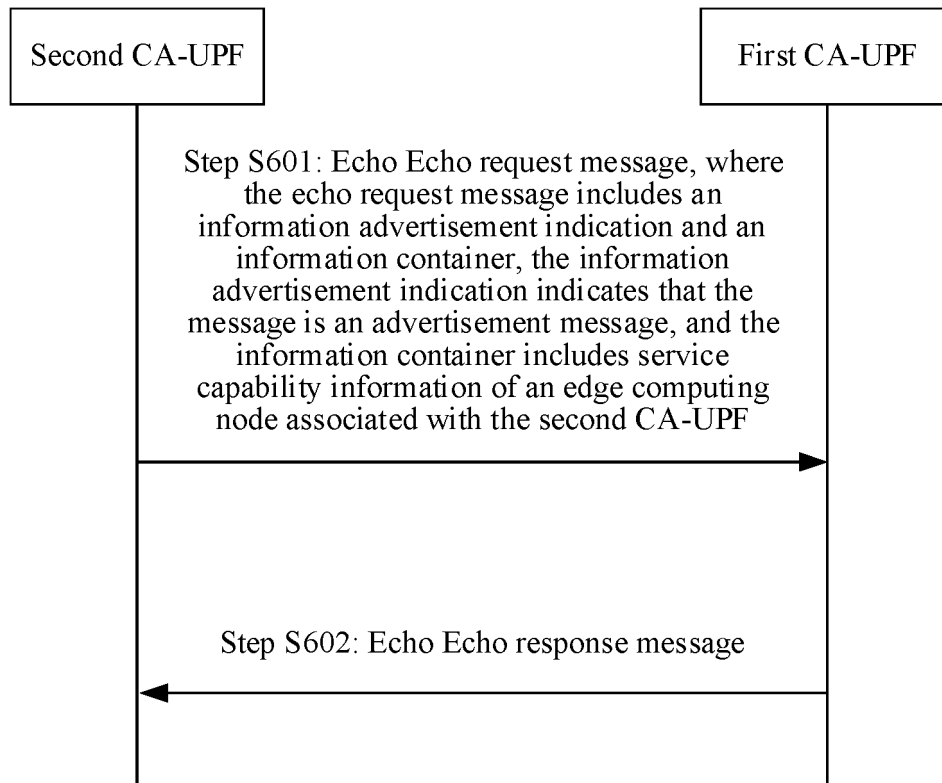 Second CA-UPF
First CA-UPF
Step S601: Echo Echo request message, where
the echo request message includes an
information advertisement indication and an
information container, the information
advertisement indication indicates that the
message is an advertisement message, and the
information container includes service
capability information of an edge computing
node associated with the second CA-UPF
Step S602: Echo Echo response message